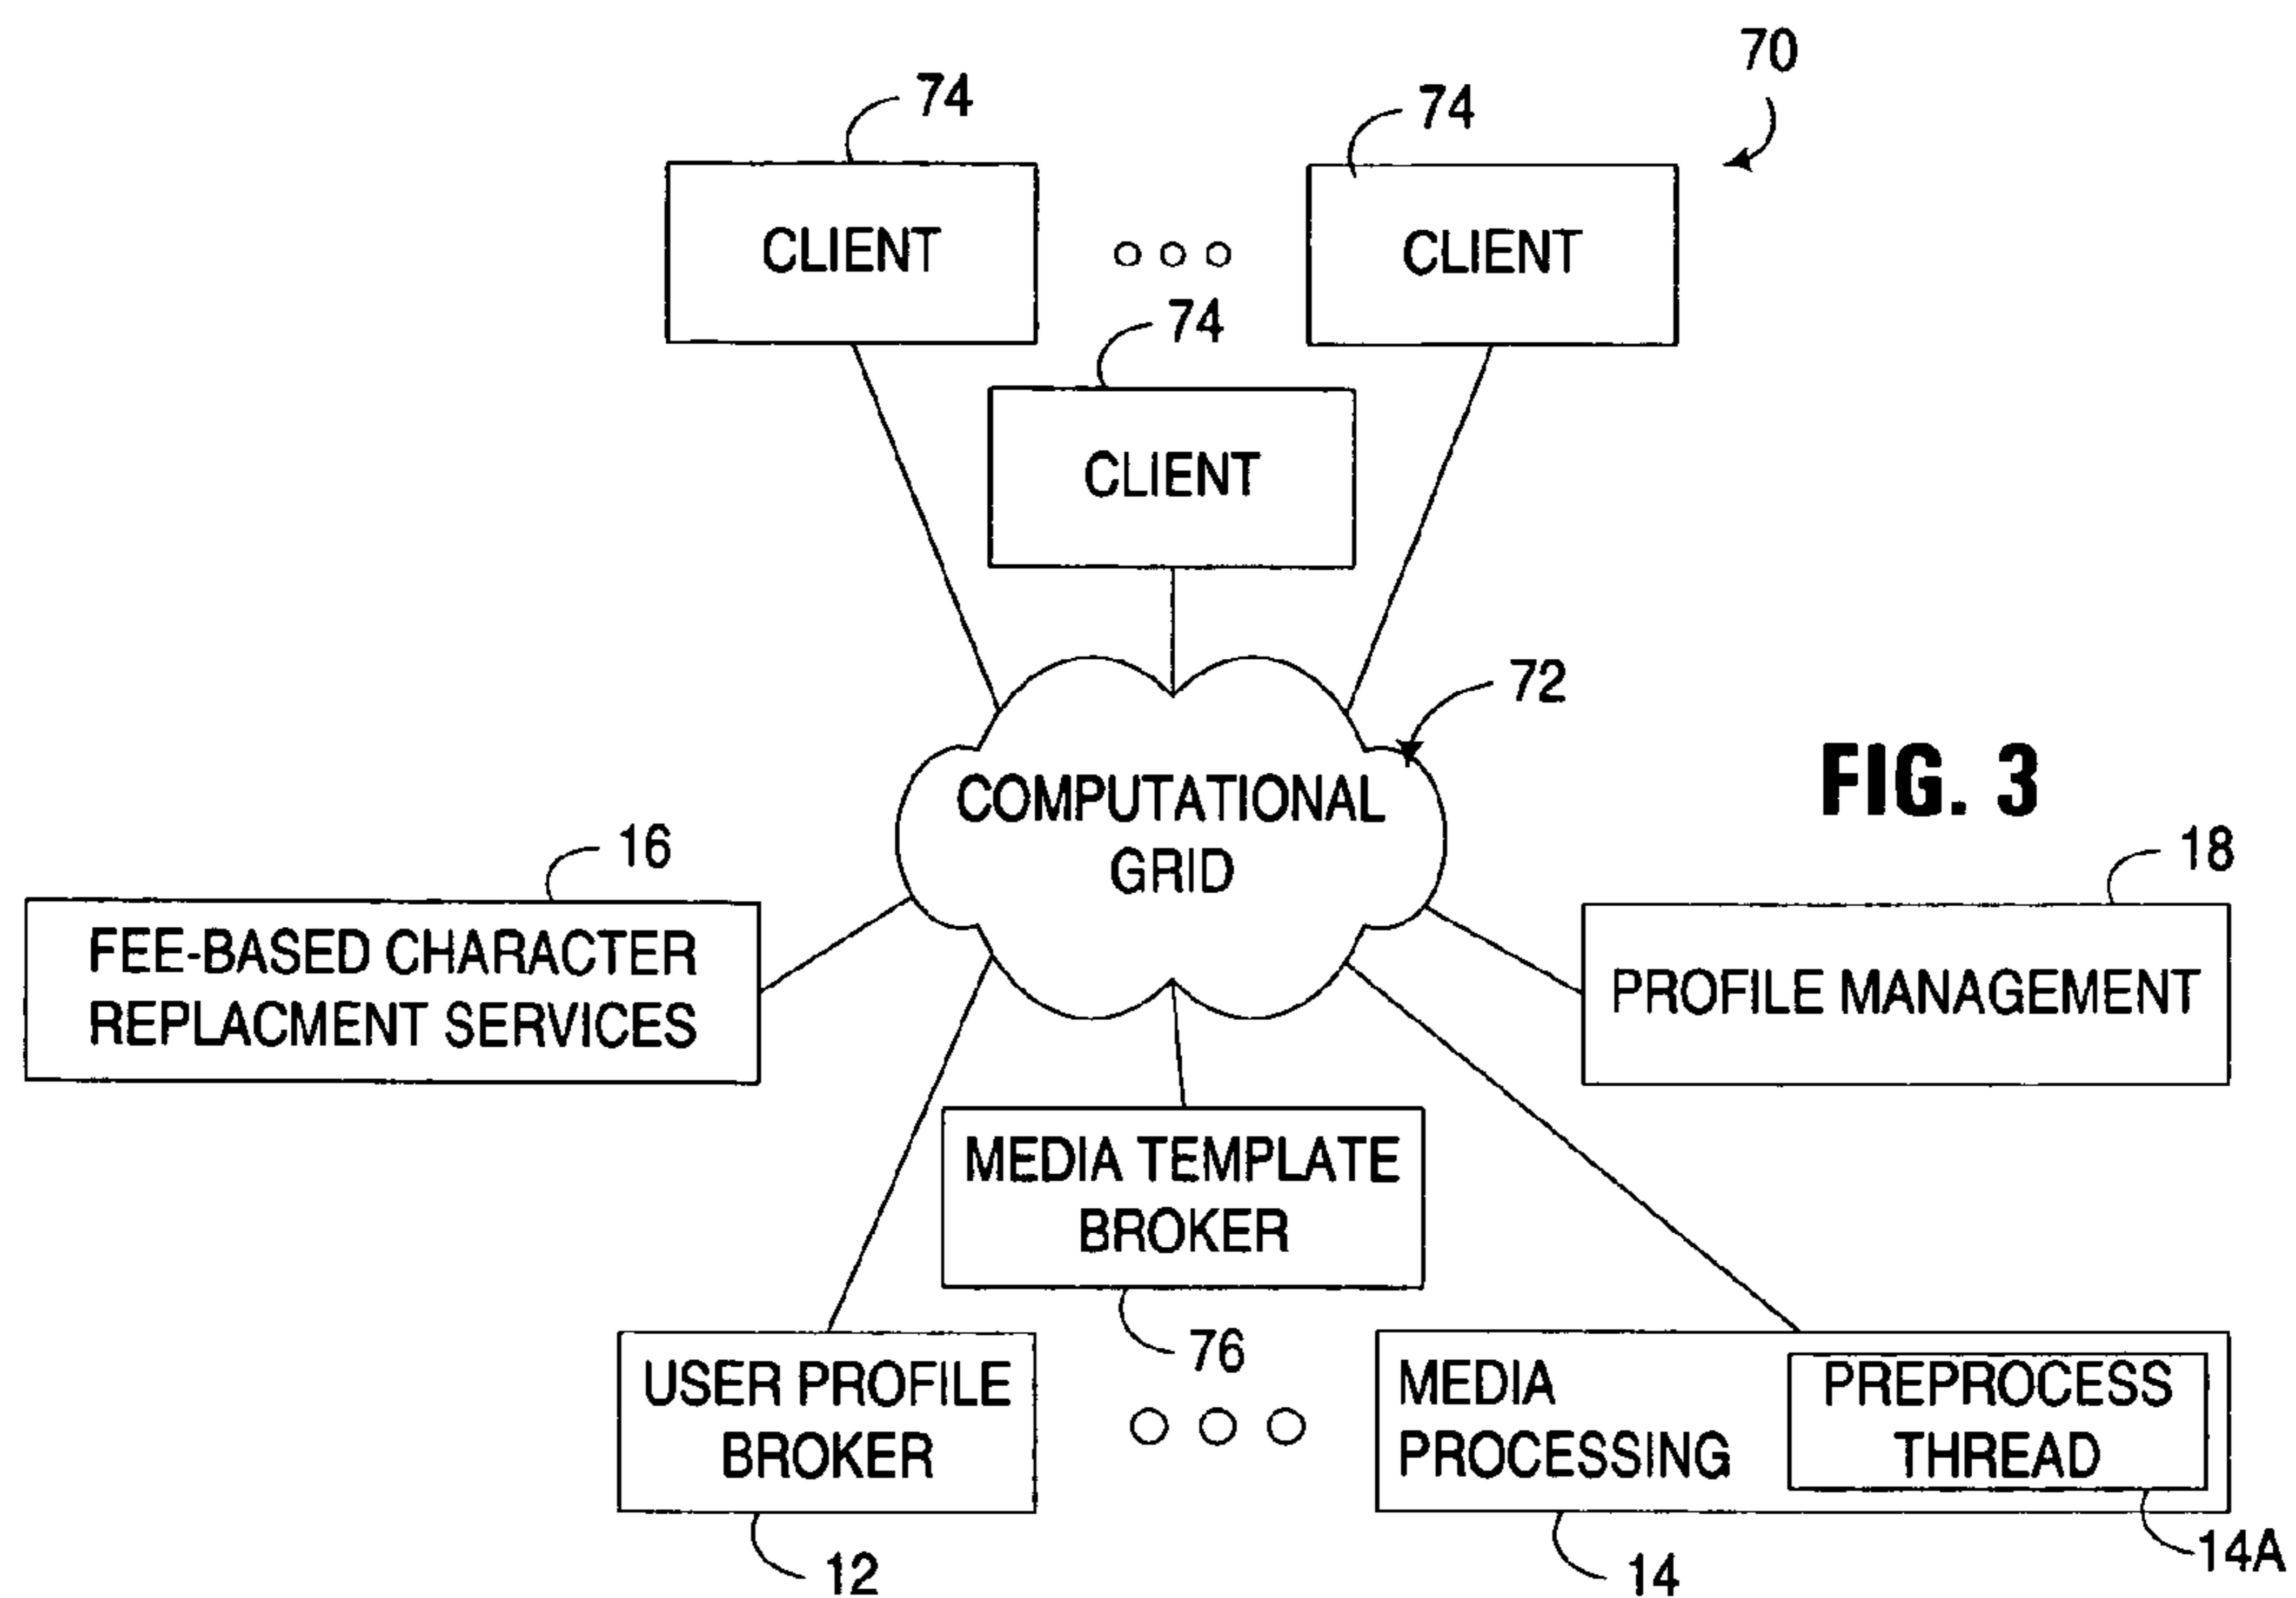 70
74
74
CLIENT
CLIENT
74
CLIENT
72
COMPUTATIONAL
GRID
FIG. 3
16
18
FEE-BASED CHARACTER
REPLACMENT SERVICES
PROFILE MANAGEMENT
MEDIA TEMPLATE
BROKER
76
USER PROFILE
BROKER
MEDIA
PROCESSING
PREPROCESS
THREAD
12
14
14A